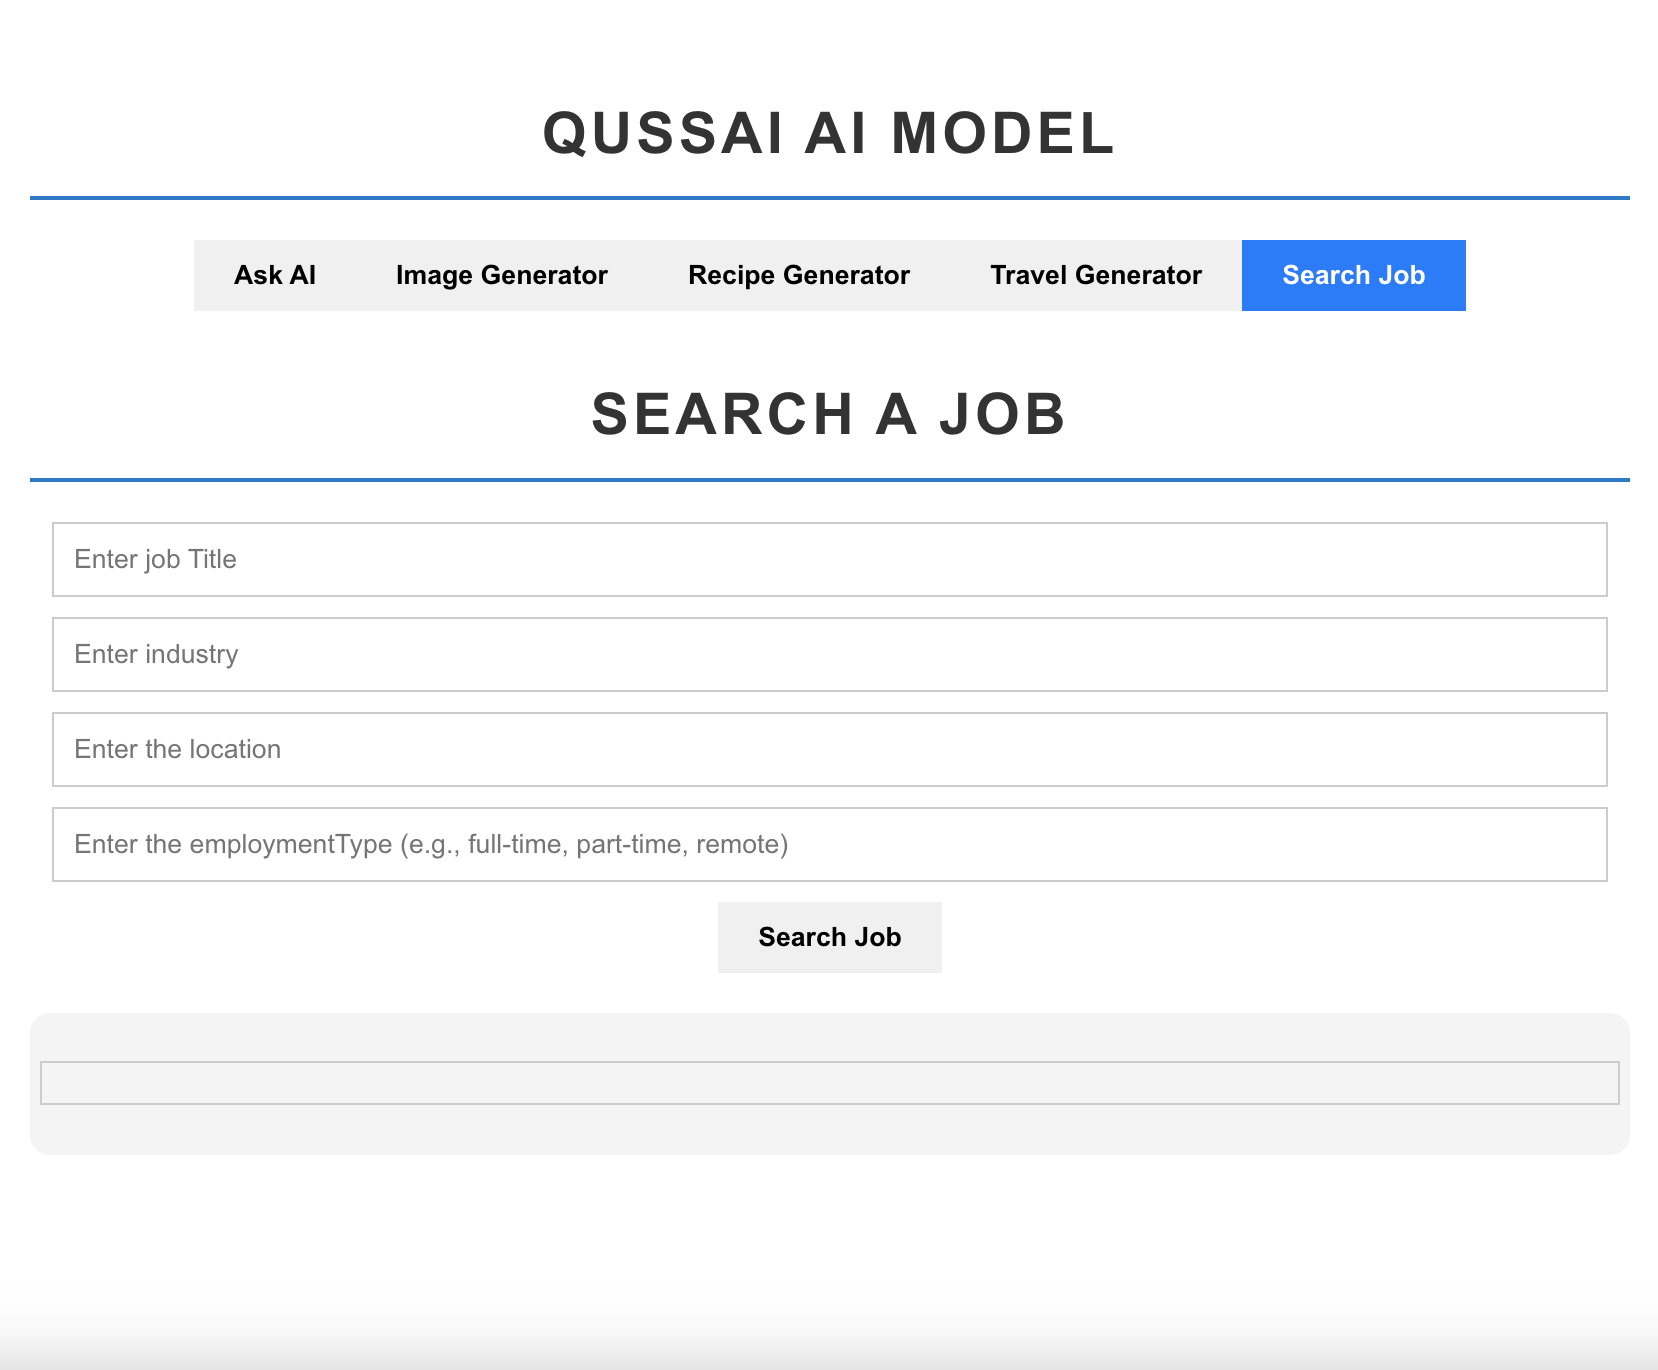 QUSSAI AI MODEL
Ask AI Image Generator Recipe Generator Travel Generator Search Job
SEARCH A JOB
Enter job Title
Enter industry
Enter the location
Enter the employmentType (e.g., full-time, part-time, remote)
Search Job